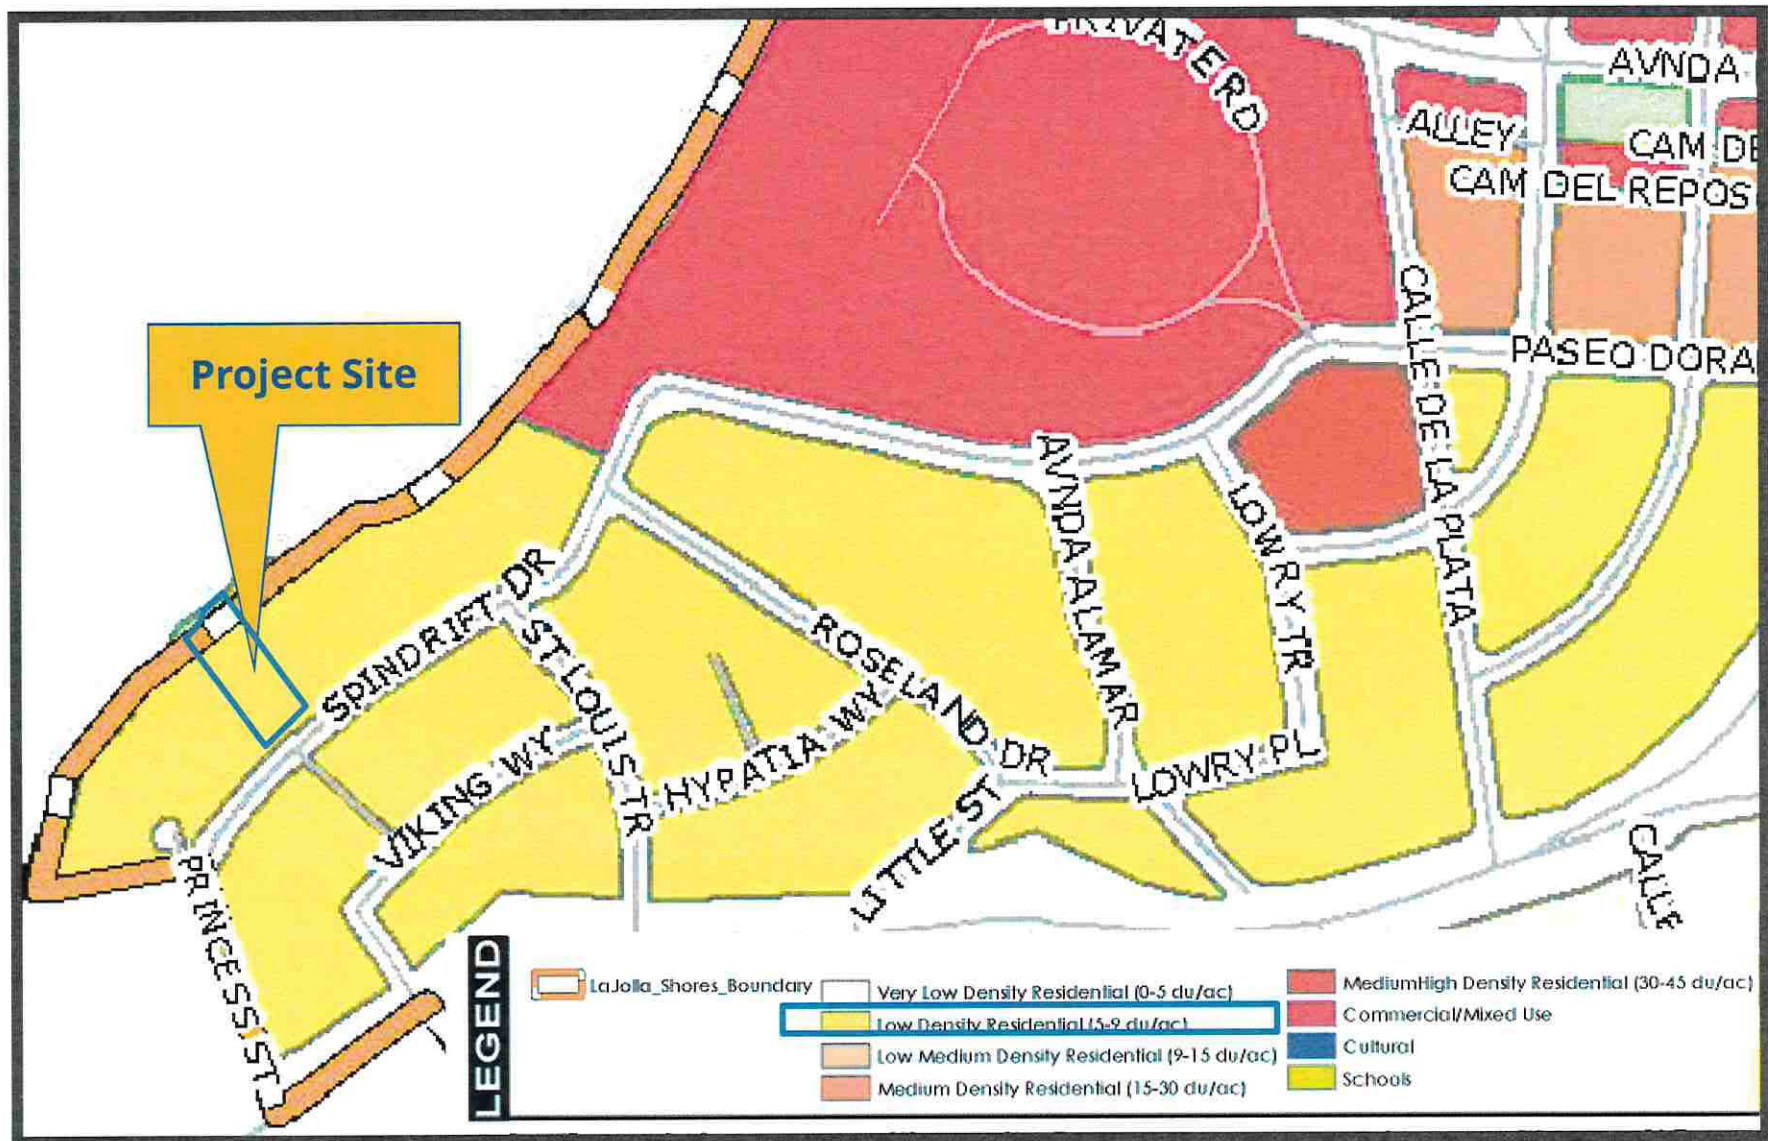 PRIVATE RD
AVNDA
ALLEY
CAM DE
CAM DEL REPOS
CALLE DE LA PLATA
PASEO DORA
Project Site
AVNDA ALAMAR
LOWRY TR
SPINDRIFT DR
ST LOUIS TR
ROSELAND DR
HYPATIA WY
VIKING WY
LOWRY PL
LITTLE ST
PRINCESS ST
CALLE
LEGEND
LaJolla_Shores_Boundary
Very Low Density Residential (0-5 du/ac)
Low Density Residential (5-9 du/ac)
Low Medium Density Residential (9-15 du/ac)
Medium Density Residential (15-30 du/ac)
MediumHigh Density Residential (30-45 du/ac)
Commercial/Mixed Use
Cultural
Schools